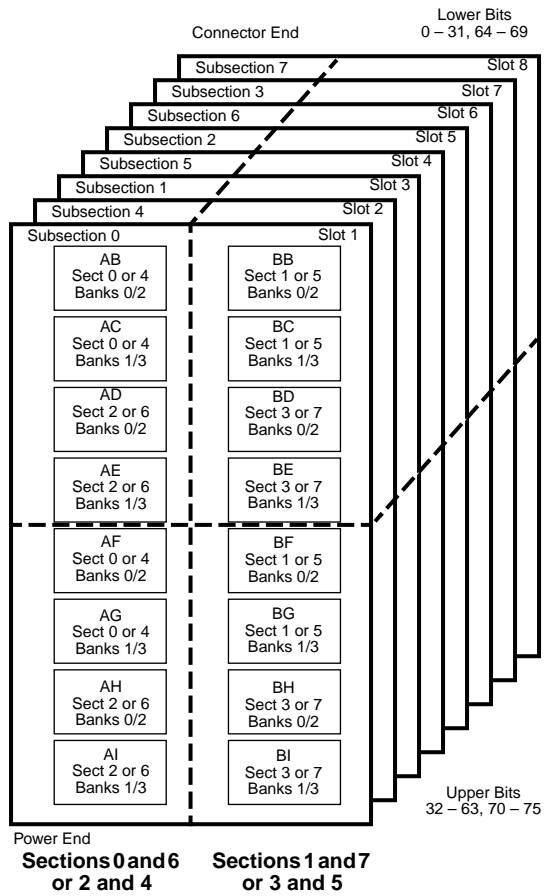 Connector End
Lower Bits
0 – 31, 64 – 69
Subsection 7
Slot 8
Subsection 3
Slot 7
Subsection 6
Slot 6
Subsection 2
Slot 5
Subsection 5
Slot 4
Subsection 1
Slot 3
Subsection 4
Slot 2
Subsection 0
Slot 1
AB
Sect 0 or 4
Banks 0/2
BB
Sect 1 or 5
Banks 0/2
AC
Sect 0 or 4
Banks 1/3
BC
Sect 1 or 5
Banks 1/3
AD
Sect 2 or 6
Banks 0/2
BD
Sect 3 or 7
Banks 0/2
AE
Sect 2 or 6
Banks 1/3
BE
Sect 3 or 7
Banks 1/3
AF
Sect 0 or 4
Banks 0/2
BF
Sect 1 or 5
Banks 0/2
AG
Sect 0 or 4
Banks 1/3
BG
Sect 1 or 5
Banks 1/3
AH
Sect 2 or 6
Banks 0/2
BH
Sect 3 or 7
Banks 0/2
AI
Sect 2 or 6
Banks 1/3
BI
Sect 3 or 7
Banks 1/3
Upper Bits
32 – 63, 70 – 75
Power End
Sections 0 and 6
or 2 and 4
Sections 1 and 7
or 3 and 5